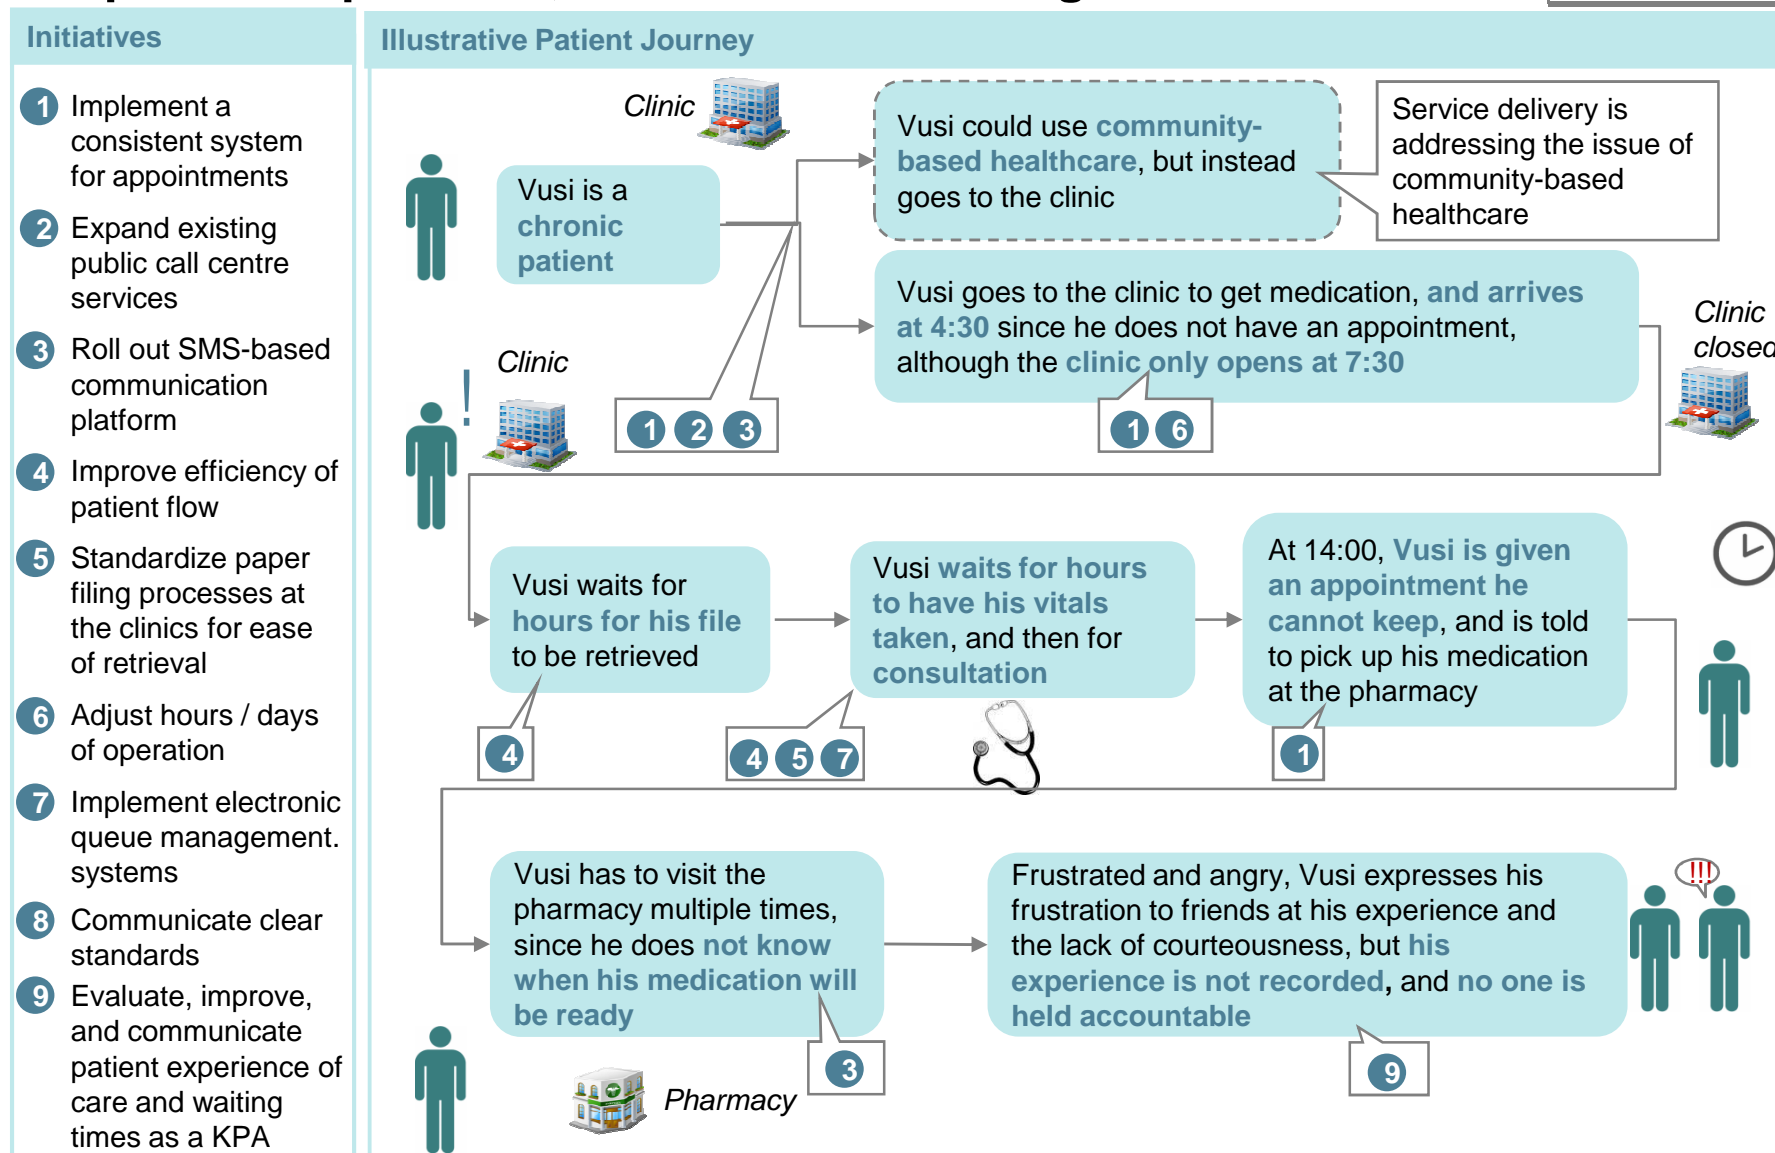 Initiatives
1 Implement a
consistent system
for appointments
2 Expand existing
public call centre
services
3 Roll out SMS-based
communication
platform
4 Improve efficiency of
patient flow
5 Standardize paper
filing processes at
the clinics for ease
of retrieval
6 Adjust hours / days
of operation
7 Implement electronic
queue management.
systems
8 Communicate clear
standards
9 Evaluate, improve,
and communicate
patient experience of
care and waiting
times as a KPA
Illustrative Patient Journey
Clinic
Vusi is a
chronic
patient
Vusi could use community-
based healthcare, but instead
goes to the clinic
Service delivery is
addressing the issue of
community-based
healthcare
Vusi goes to the clinic to get medication, and arrives
at 4:30 since he does not have an appointment,
although the clinic only opens at 7:30
Clinic
closed
!
Clinic
1 2 3
1 6
Vusi waits for
hours for his file
to be retrieved
4
Vusi waits for hours
to have his vitals
taken, and then for
consultation
4 5 7
At 14:00, Vusi is given
an appointment he
cannot keep, and is told
to pick up his medication
at the pharmacy
1
Vusi has to visit the
pharmacy multiple times,
since he does not know
when his medication will
be ready
3
Pharmacy
Frustrated and angry, Vusi expresses his
frustration to friends at his experience and
the lack of courteousness, but his
experience is not recorded, and no one is
held accountable
9
!!!